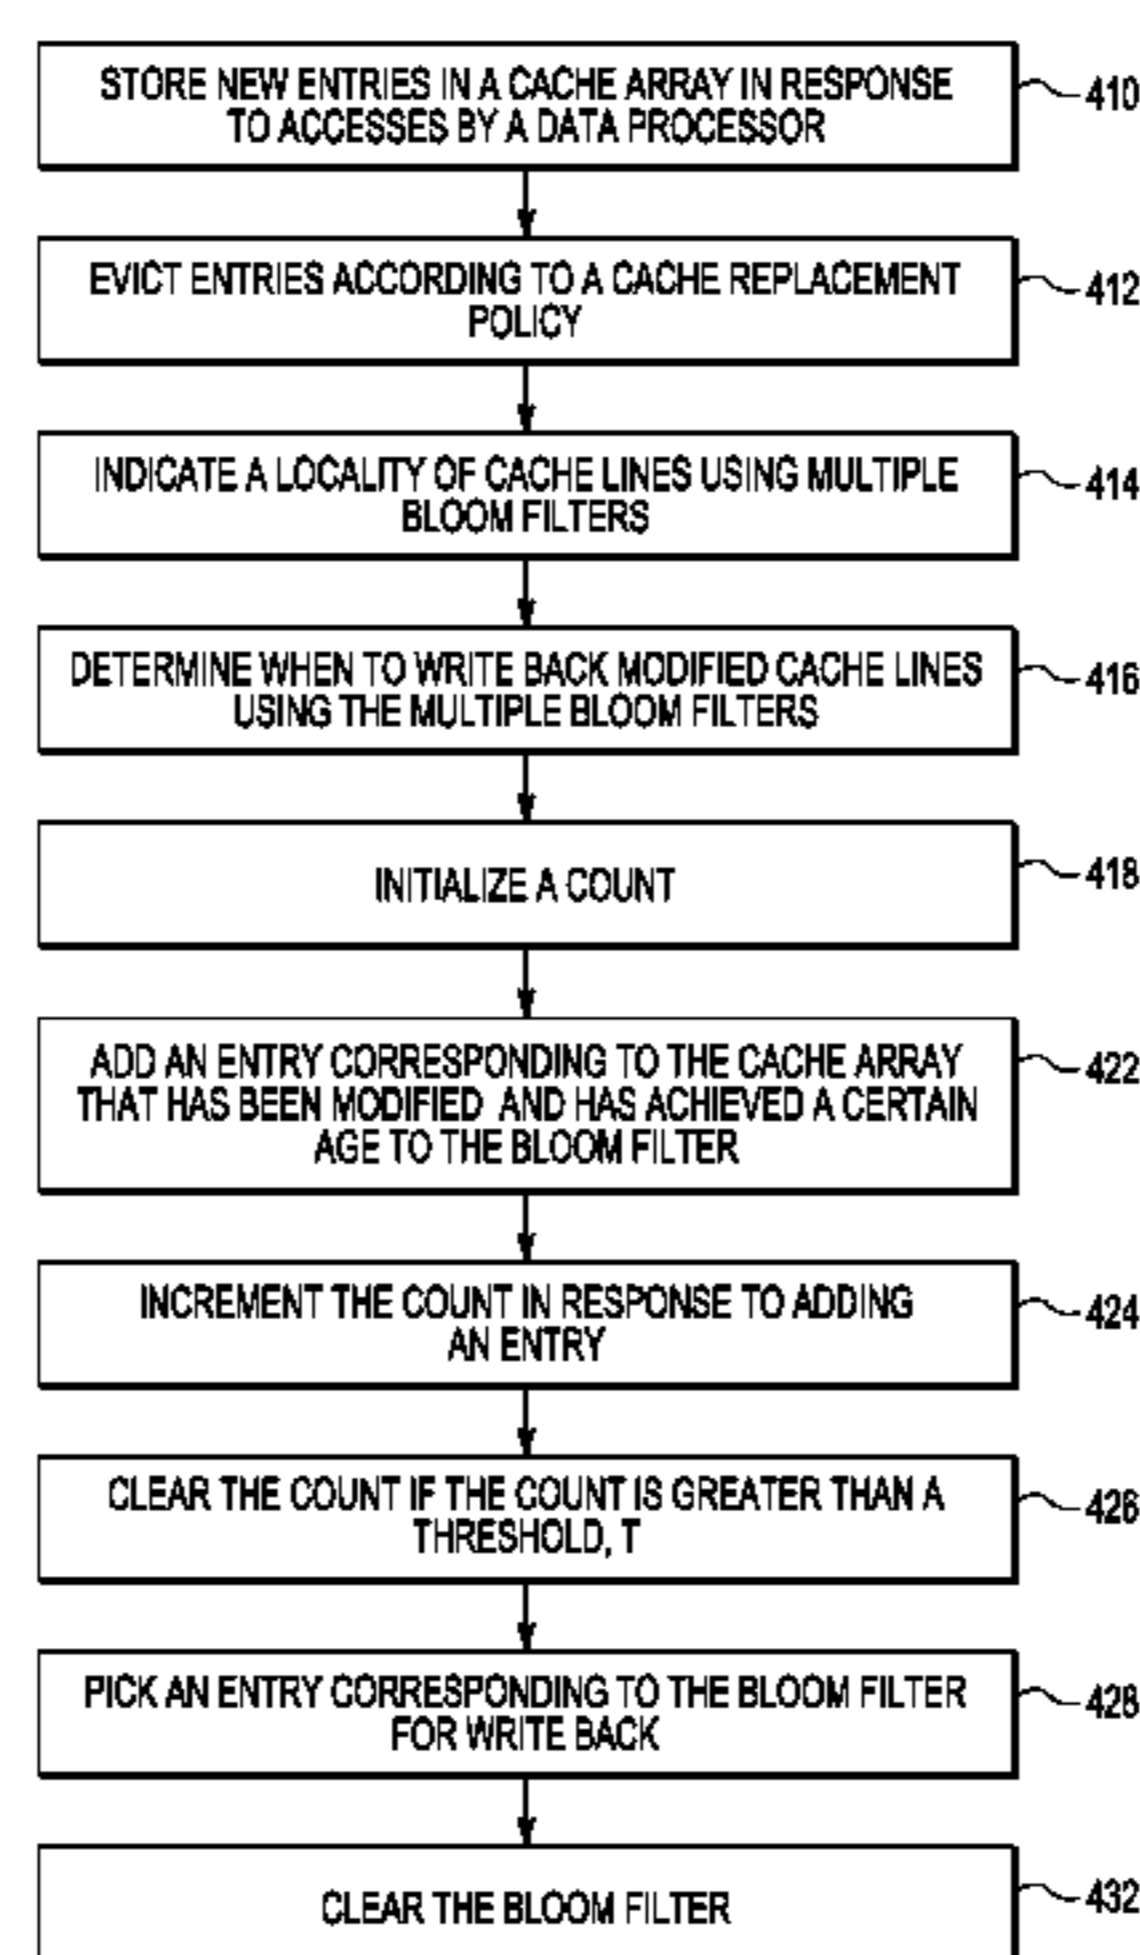 STORE NEW ENTRIES IN A CACHE ARRAY IN RESPONSE
TO ACCESSES BY A DATA PROCESSOR
410
EVICT ENTRIES ACCORDING TO A CACHE REPLACEMENT
POLICY
412
INDICATE A LOCALITY OF CACHE LINES USING MULTIPLE
BLOOM FILTERS
414
DETERMINE WHEN TO WRITE BACK MODIFIED CACHE LINES
USING THE MULTIPLE BLOOM FILTERS
416
INITIALIZE A COUNT
418
ADD AN ENTRY CORRESPONDING TO THE CACHE ARRAY
THAT HAS BEEN MODIFIED AND HAS ACHIEVED A CERTAIN
AGE TO THE BLOOM FILTER
422
INCREMENT THE COUNT IN RESPONSE TO ADDING
AN ENTRY
424
CLEAR THE COUNT IF THE COUNT IS GREATER THAN A
THRESHOLD, T
426
PICK AN ENTRY CORRESPONDING TO THE BLOOM FILTER
FOR WRITE BACK
428
CLEAR THE BLOOM FILTER
432